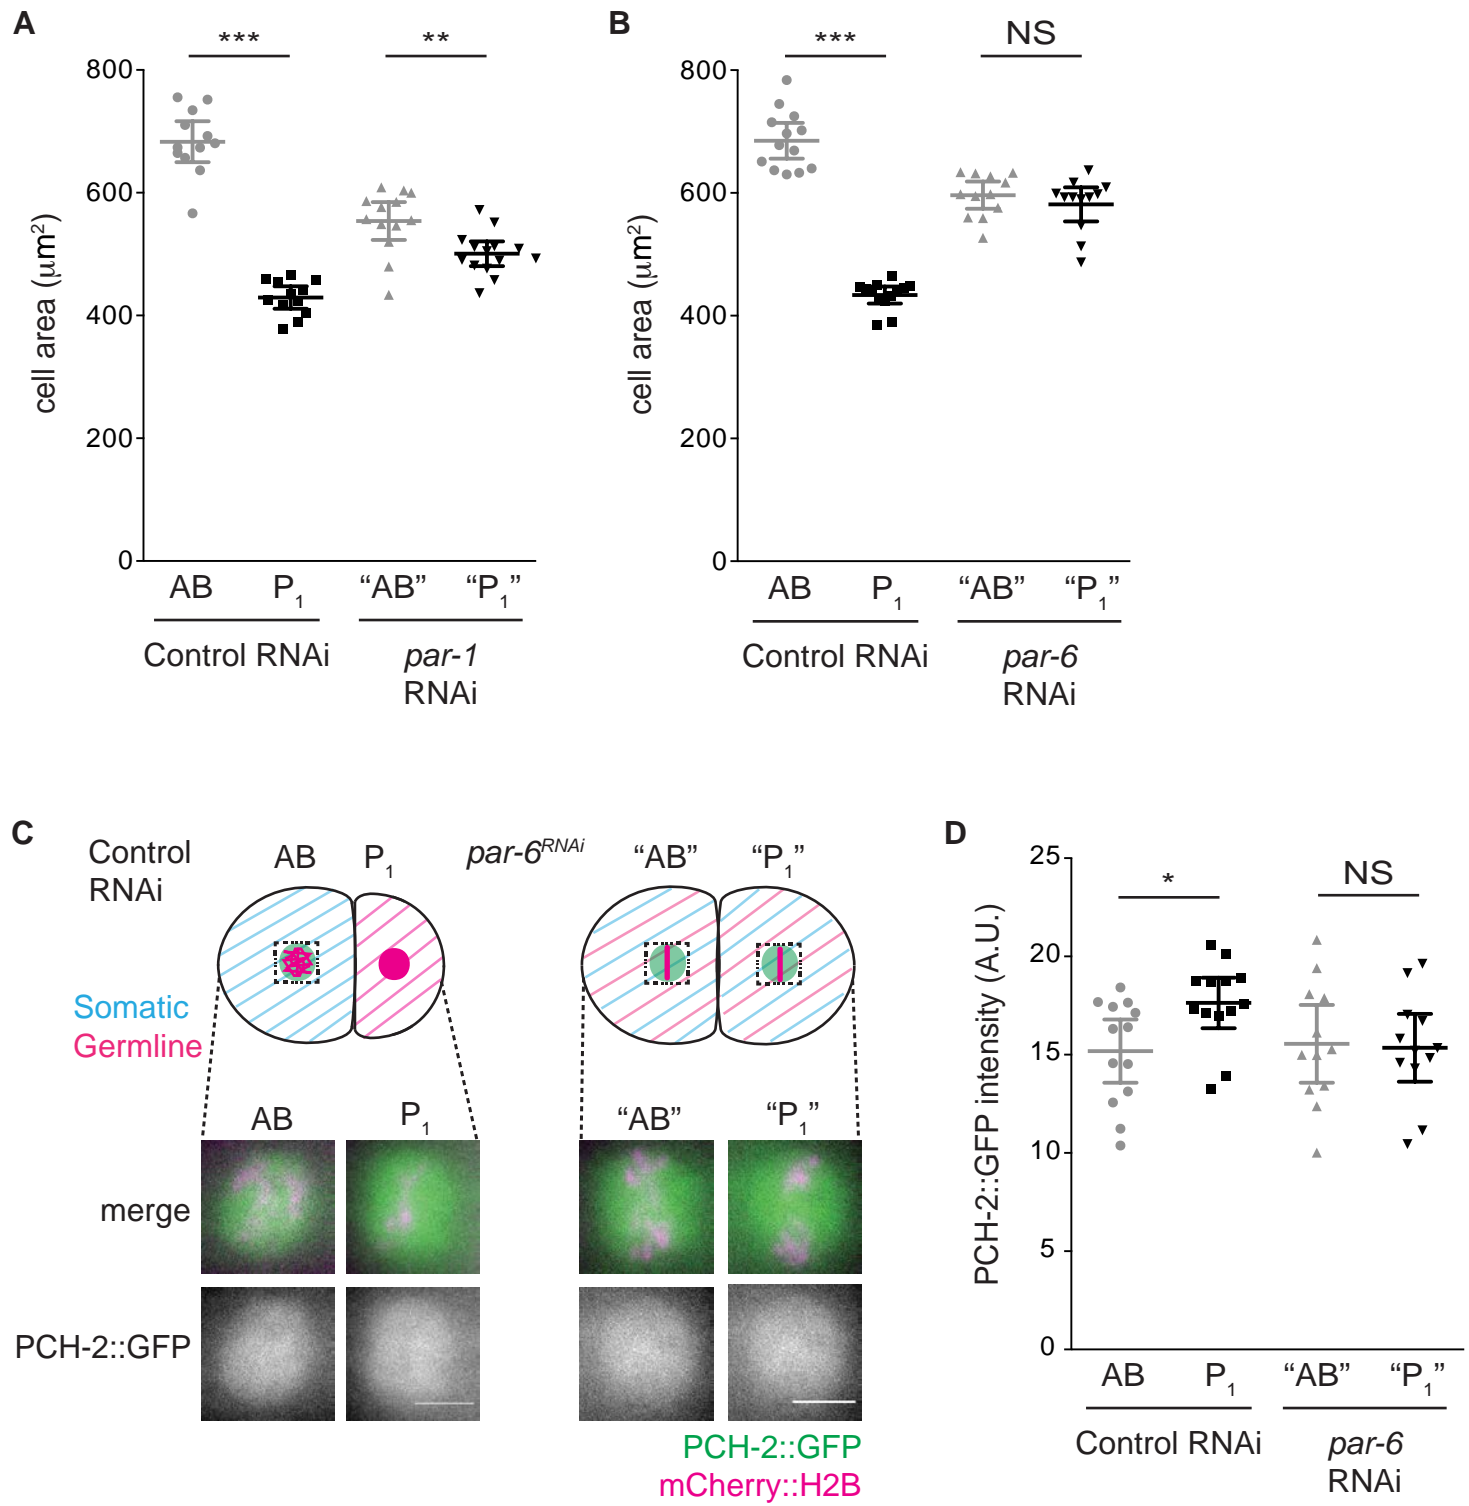 A
***
**
800
600
400
200
0
cell area (μm²)
AB P₁ “AB” “P₁”
Control RNAi par-1
RNAi
B
***
NS
800
600
400
200
0
cell area (μm²)
AB P₁ “AB” “P₁”
Control RNAi par-6
RNAi
C
Control
RNAi
AB P₁
par-6ᴿᴺᴬⁱ “AB” “P₁”
Somatic
Germline
AB P₁ “AB” “P₁”
merge
PCH-2::GFP
PCH-2::GFP
mCherry::H2B
D
*
NS
25
20
15
10
5
0
PCH-2::GFP intensity (A.U.)
AB P₁ “AB” “P₁”
Control RNAi par-6
RNAi